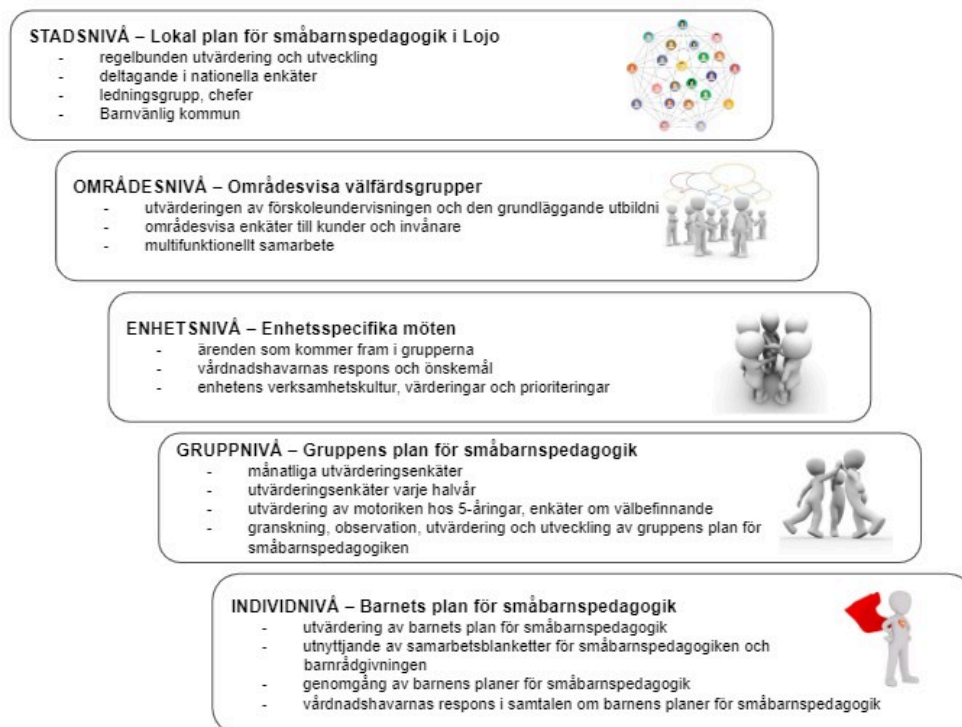 STADSNIVÅ – Lokal plan för småbarnspedagogik i Lojo
- regelbunden utvärdering och utveckling
- deltagande i nationella enkäter
- ledningsgrupp, chefer
- Barnvänlig kommun
OMRÅDESNIVÅ – Områdesvisa välfärdsgrupper
- utvärderingen av förskoleundervisningen och den grundläggande utbildni
- områdesvisa enkäter till kunder och invånare
- multifunktionellt samarbete
ENHETSNIVÅ – Enhetsspecifika möten
- ärenden som kommer fram i grupperna
- vårdnadshavarnas respons och önskemål
- enhetens verksamhetskultur, värderingar och prioriteringar
GRUPPNIVÅ – Gruppens plan för småbarnspedagogik
- månatliga utvärderingsenkäter
- utvärderingsenkäter varje halvår
- utvärdering av motoriken hos 5-åringar, enkäter om välbefinnande
- granskning, observation, utvärdering och utveckling av gruppens plan för
småbarnspedagogiken
INDIVIDNIVÅ – Barnets plan för småbarnspedagogik
- utvärdering av barnets plan för småbarnspedagogik
- utnyttjande av samarbetsblanketter för småbarnspedagogiken och
barnrådgivningen
- genomgång av barnens planer för småbarnspedagogik
- vårdnadshavarnas respons i samtalen om barnens planer för småbarnspedagogik